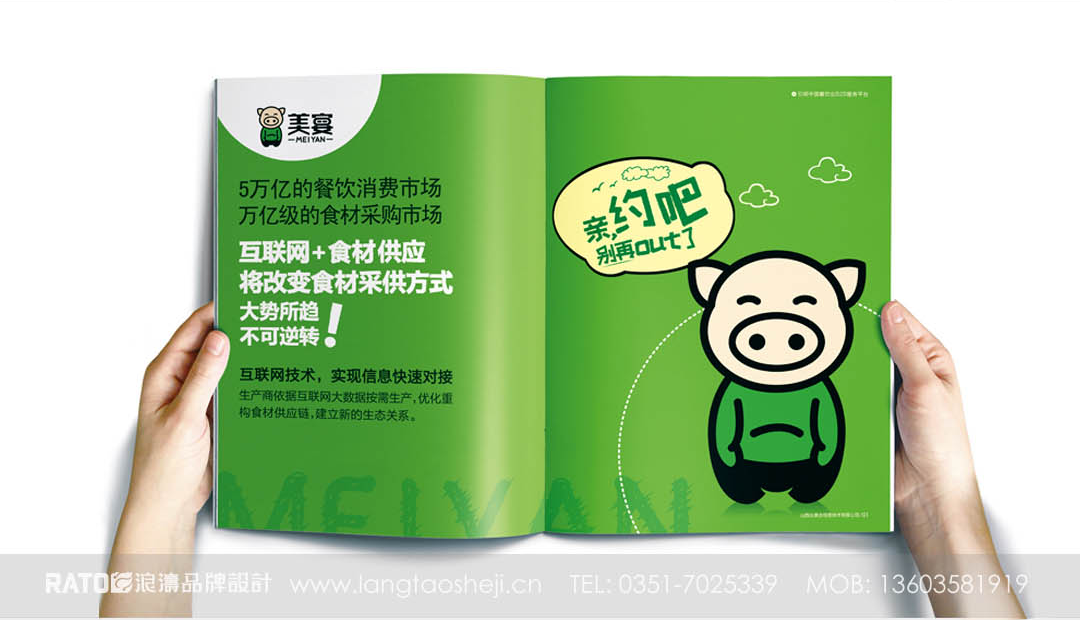 美宴
MEIYAN
5万亿的餐饮消费市场
万亿级的食材采购市场
互联网+食材供应
将改变食材采供方式
大势所趋
不可逆转!
互联网技术，实现信息快速对接
生产商依据互联网大数据按需生产,优化重
构食材供应链,建立新的生态关系。
MEIYAN
亲,约吧
别再out了
RATO 浪濤品牌設計 www.langtaosheji.cn TEL: 0351-7025339 MOB: 13603581919